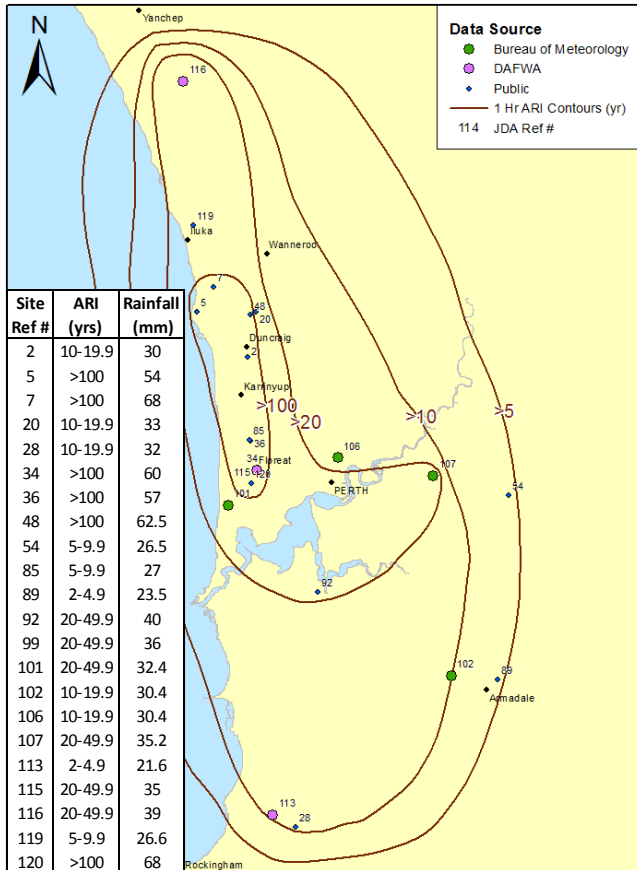 Yanchep
N
116
Data Source
Bureau of Meteorology
DAFWA
Public
1 Hr ARI Contours (yr)
114 JDA Ref #
119
Iluka
Wanneroo
7
5
48
20
Duncraig
2
Karrinyup
>100
>20
>10
>5
85
36
106
34
Floreat
115
120
107
PERTH
101
54
92
102
89
Armadale
113
28
Rockingham
Site Ref # ARI (yrs) Rainfall (mm)
2 10-19.9 30
5 >100 54
7 >100 68
20 10-19.9 33
28 10-19.9 32
34 >100 60
36 >100 57
48 >100 62.5
54 5-9.9 26.5
85 5-9.9 27
89 2-4.9 23.5
92 20-49.9 40
99 20-49.9 36
101 20-49.9 32.4
102 10-19.9 30.4
106 10-19.9 30.4
107 20-49.9 35.2
113 2-4.9 21.6
115 20-49.9 35
116 20-49.9 39
119 5-9.9 26.6
120 >100 68